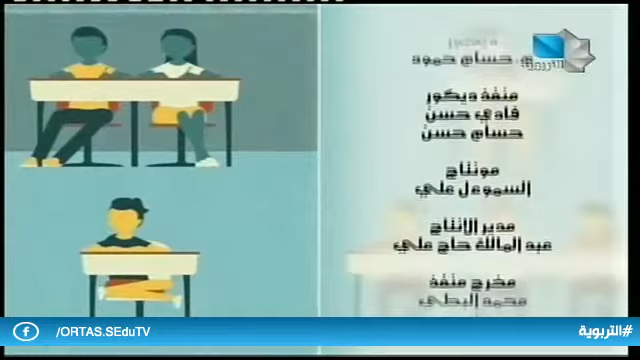 م. حسام حمود
التربوية
منفذ ديكور
فادي حسن
حسام حسن
مونتاج
السموءل علي
مدير الإنتاج
عبد المالك حاج علي
مخرج منفذ
محمد البطي
/ORTAS.SEduTV
#التربوية